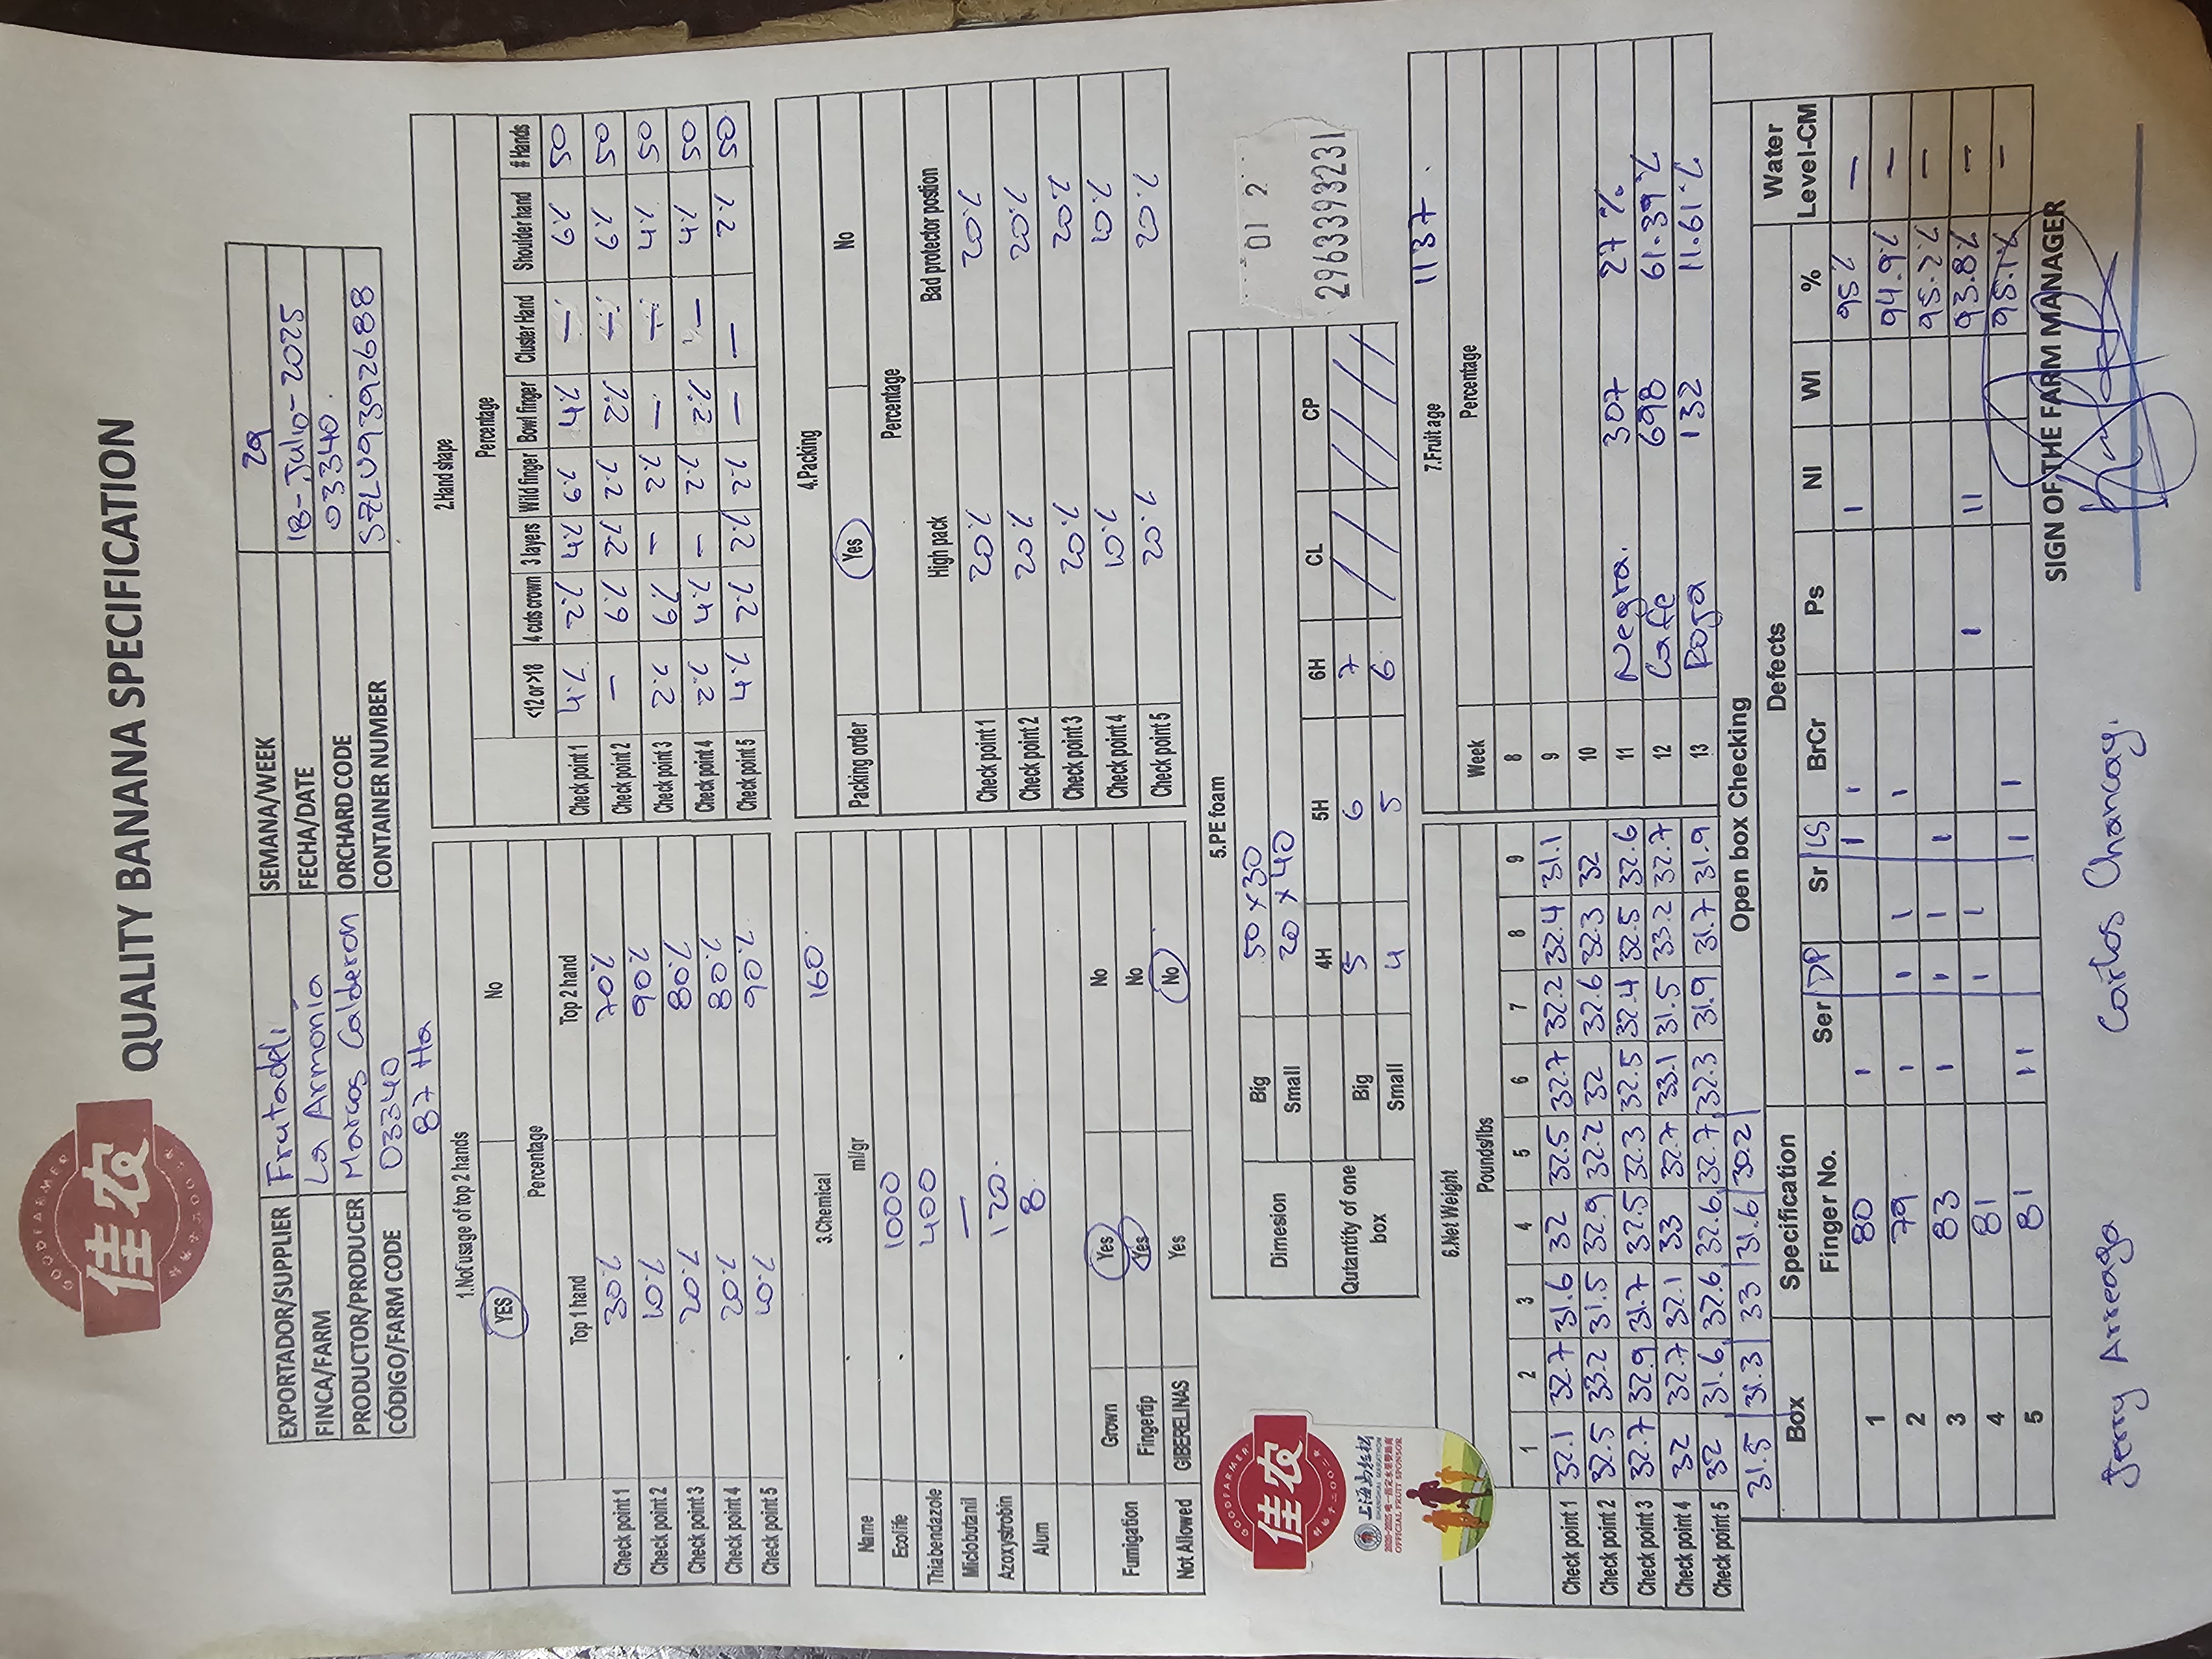 GOODFARMER
佳农
QUALITY BANANA SPECIFICATION
EXPORTADOR/SUPPLIER Frutadeli SEMANA/WEEK 29
FINCA/FARM La Armonía FECHA/DATE 18-Julio-2025
PRODUCTOR/PRODUCER Marcos Calderon ORCHARD CODE 03340.
CÓDIGO/FARM CODE 03340 CONTAINER NUMBER SZLU9392688
87 Ha
1.Not usage of top 2 hands
YES No
Percentage
Top 1 hand Top 2 hand
Check point 1 30% 70%
Check point 2 10% 90%
Check point 3 20% 80%
Check point 4 20% 80%
Check point 5 10% 90%
2.Hand shape
Percentage
<12 or >18 4 cuts crown 3 layers Wild finger Bowl finger Cluster Hand Shoulder hand # Hands
Check point 1 4% 2% 4% 6% 4% — 6% 50
Check point 2 — 6% 2% 2% 2% — 6% 50
Check point 3 2% 6% — 2% — — 4% 50
Check point 4 2% 4% — 2% 2% — 4% 50
Check point 5 4% 2% 2% 2% — — 2% 50
3.Chemical 160
Name ml/gr
Ecolife 1000
Thiabendazole 400
Miclobutanil —
Azoxystrobin 120.
Alum 8.
Fumigation Grown Yes No
Fingertip Yes No
Not Allowed GIBERELINAS Yes No
4.Packing
Packing order Yes No
Percentage
High pack Bad protector postion
Check point 1 20% 20%
Check point 2 20% 20%
Check point 3 20% 20%
Check point 4 10% 10%
Check point 5 20% 20%
GOODFARMER
佳农
上海马拉松
SHANGHAI MARATHON
OFFICIAL FRUIT SPONSOR
5.PE foam
Dimesion Big 50 x 30
Small 20 x 40
Qutantity of one box 4H 5H 6H CL CP
Big 5 6 7
Small 4 5 6
01 2
2963393231
6.Net Weight
Pounds/lbs
1 2 3 4 5 6 7 8 9
Check point 1 32.1 32.7 31.6 32 32.5 32.7 32.2 32.4 31.1
Check point 2 32.5 33.2 31.5 32.9 32.2 32 32.6 32.3 32
Check point 3 32.7 32.9 31.7 32.5 32.3 32.5 32.4 32.5 32.6
Check point 4 32 32.7 32.1 33 32.7 33.1 31.5 33.2 32.7
Check point 5 32 31.6 32.6 32.6 32.7 32.3 31.9 31.7 31.9
31.5 31.3 33 31.6 30.2
7.Fruit age 1137.
Week Percentage
8
9
10
11 Negra. 307 27%
12 Cafe 698 61.39%
13 Roja 132 11.61%
Open box Checking
Box Specification Defects Water
Finger No. Ser DP Sr LS BrCr Ps NI WI % Level-CM
1 80 1 1 1 1 95% —
2 79 1 1 1 1 94.9% —
3 83 1 1 1 1 95.2% —
4 81 1 1 1 11 93.8% —
5 81 11 1 1 95.1% —
SIGN OF THE FARM MANAGER
Jerry Arreaga Carlos Chancay.